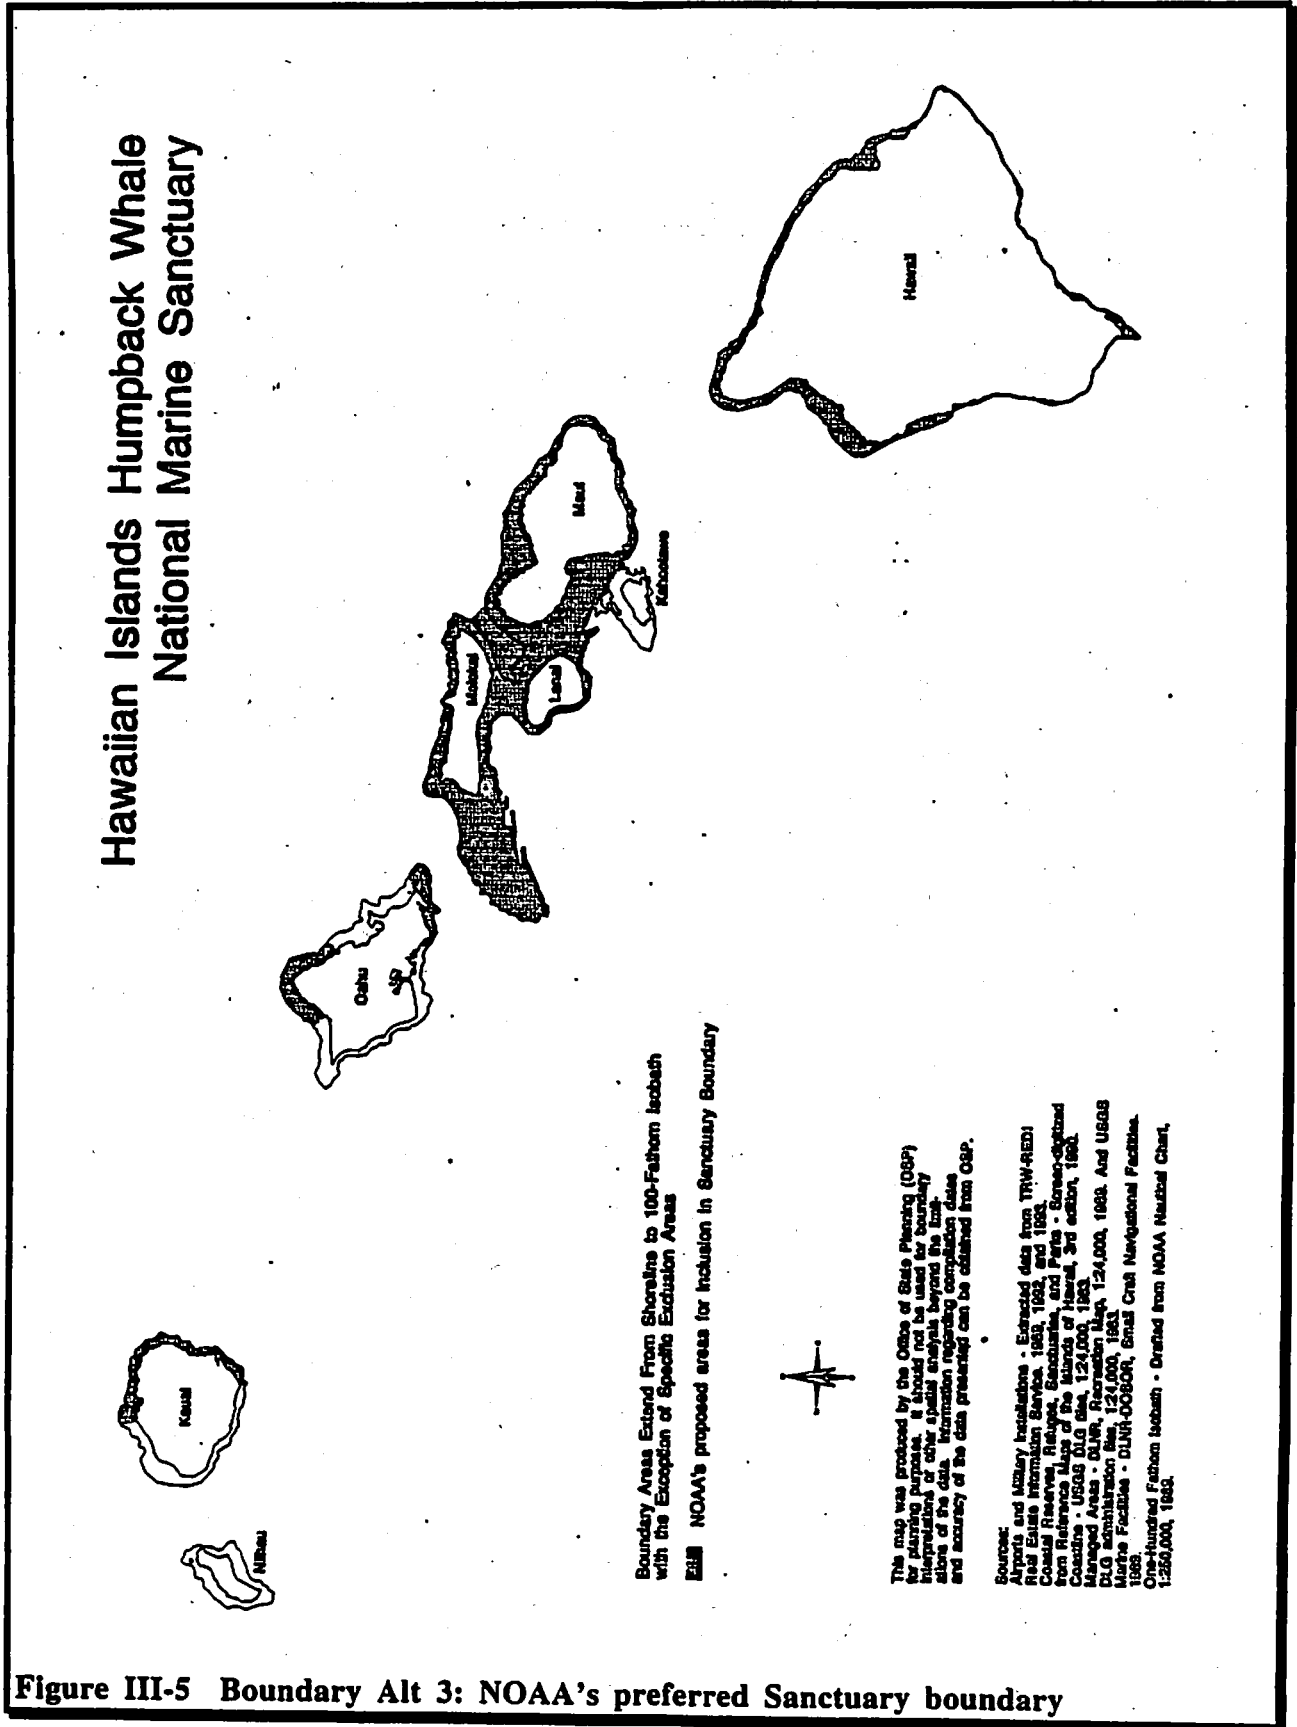 Hawaiian Islands Humpback Whale
National Marine Sanctuary
Kauai
Niihau
Oahu
Molokai
Lanai
Maui
Kahoolawe
Hawaii
Boundary Areas Extend From Shoreline to 100-Fathom Isobath
with the Exception of Specific Exclusion Areas
NOAA's proposed areas for Inclusion in Sanctuary Boundary
This map was produced by the Office of State Planning (OSP)
for planning purposes. It should not be used for boundary
interpretations or other spatial analysis beyond the limit-
ations of the data. Information regarding compilation dates
and accuracy of the data presented can be obtained from OSP.
Sources:
Airports and Military Installations - Extracted data from TRW-REDI
Real Estate Information Service, 1989, 1992, and 1993.
Coastal Reserves, Refuges, Sanctuaries, and Parks - Screen-digitized
from Reference Maps of the Islands of Hawaii, 3rd edition, 1990.
Coastline - USGS DLG files, 1:24,000, 1983.
Managed Areas - DLNR, Recreation Map, 1:24,000, 1989. And USGS
DLG administration files, 1:24,000, 1983.
Marine Facilities - DLNR-DOBOR, Small Craft Navigational Facilities,
1989.
One-Hundred Fathom Isobath - Drafted from NOAA Nautical Chart,
1:250,000, 1989.
Figure III-5 Boundary Alt 3: NOAA's preferred Sanctuary boundary